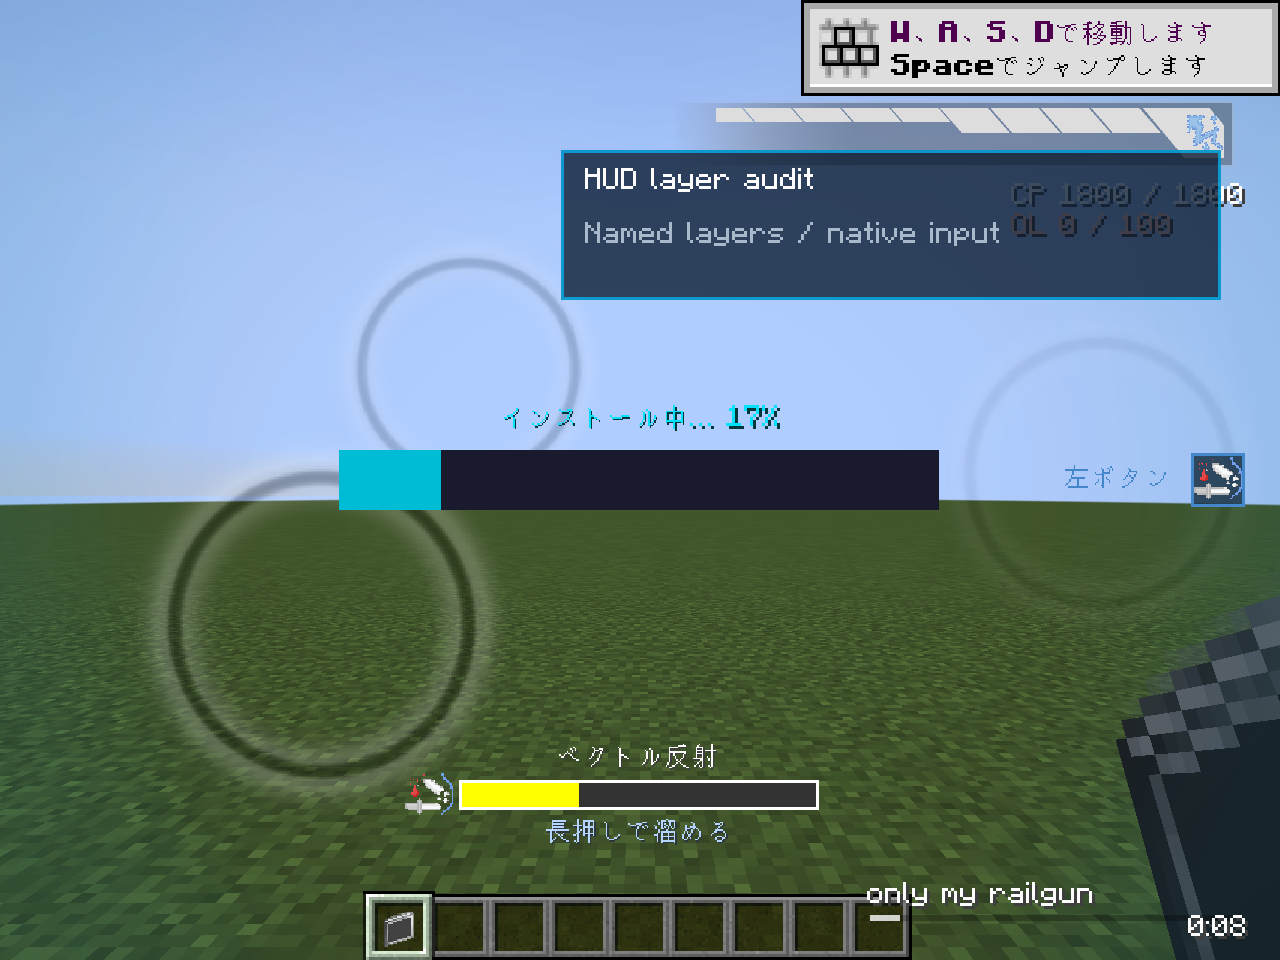 W、A、S、Dで移動します
Spaceでジャンプします
HUD layer audit
CP 1800 / 1800
Named layers / native input
OL 0 / 100
インストール中... 17%
左ボタン
ベクトル反射
長押しで溜める
only my railgun
0:08